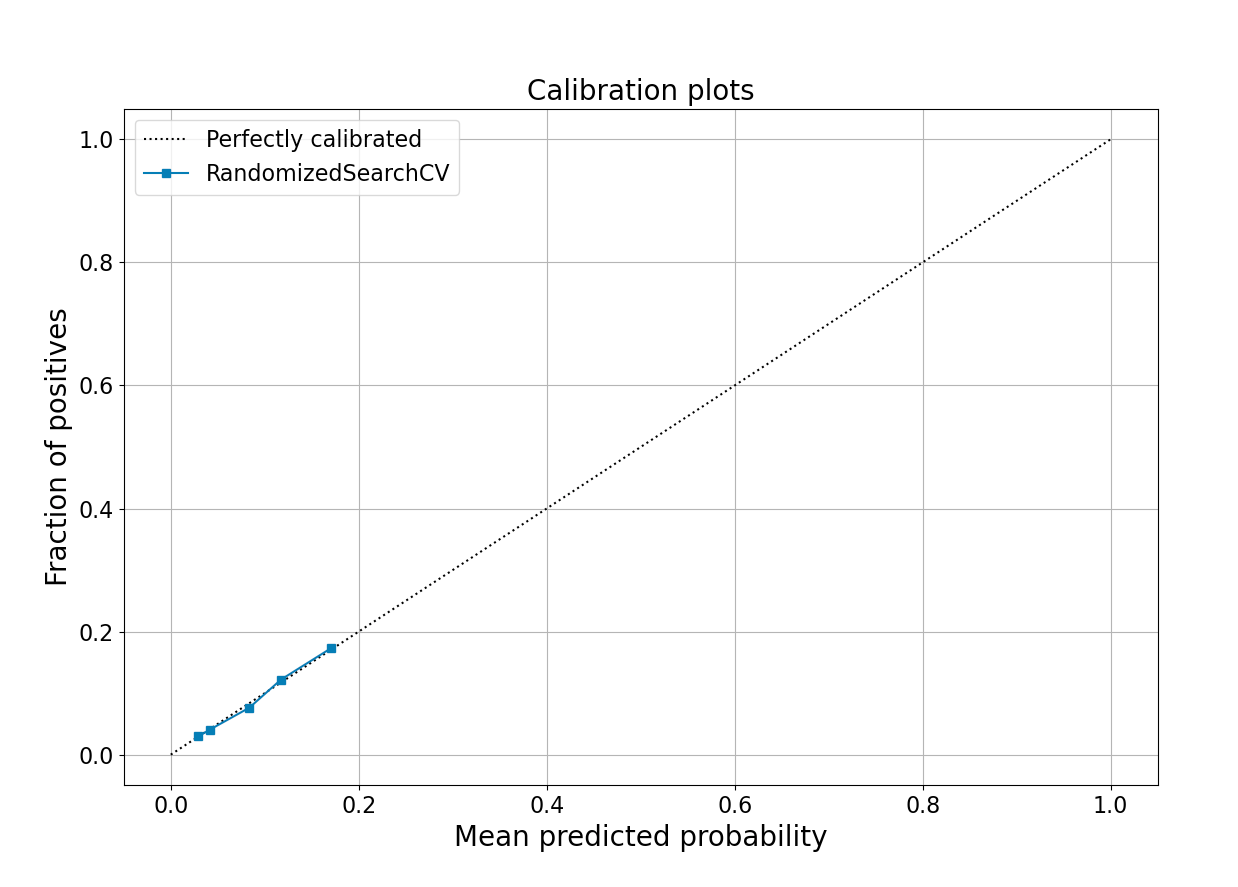 Calibration plots
Perfectly calibrated
RandomizedSearchCV
1.0
0.8
0.6
0.4
0.2
0.0
Fraction of positives
0.0 0.2 0.4 0.6 0.8 1.0
Mean predicted probability